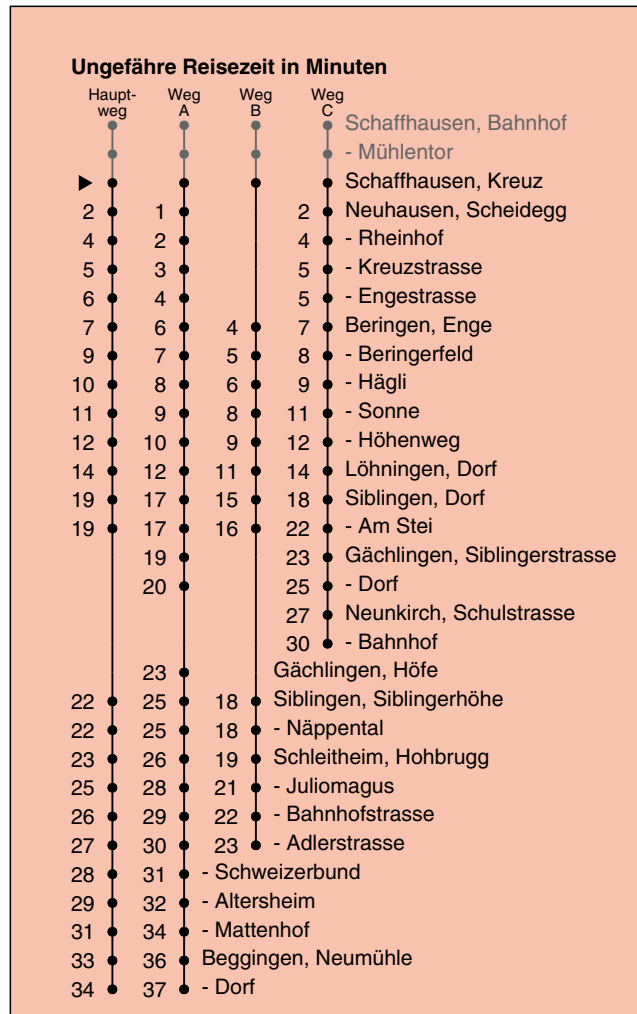 Ungefähre Reisezeit in Minuten
Haupt- Weg Weg Weg
weg A B C
Schaffhausen, Bahnhof
- Mühlentor
Schaffhausen, Kreuz
2 1 2 Neuhausen, Scheidegg
4 2 4 - Rheinhof
5 3 5 - Kreuzstrasse
6 4 5 - Engestrasse
7 6 4 7 Beringen, Enge
9 7 5 8 - Beringerfeld
10 8 6 9 - Hägli
11 9 8 11 - Sonne
12 10 9 12 - Höhenweg
14 12 11 14 Löhningen, Dorf
19 17 15 18 Siblingen, Dorf
19 17 16 22 - Am Stei
19 23 Gächlingen, Siblingerstrasse
20 25 - Dorf
27 Neunkirch, Schulstrasse
30 - Bahnhof
23 Gächlingen, Höfe
22 25 18 Siblingen, Siblingerhöhe
22 25 18 - Näppental
23 26 19 Schleitheim, Hohbrugg
25 28 21 - Juliomagus
26 29 22 - Bahnhofstrasse
27 30 23 - Adlerstrasse
28 31 - Schweizerbund
29 32 - Altersheim
31 34 - Mattenhof
33 36 Beggingen, Neumühle
34 37 - Dorf